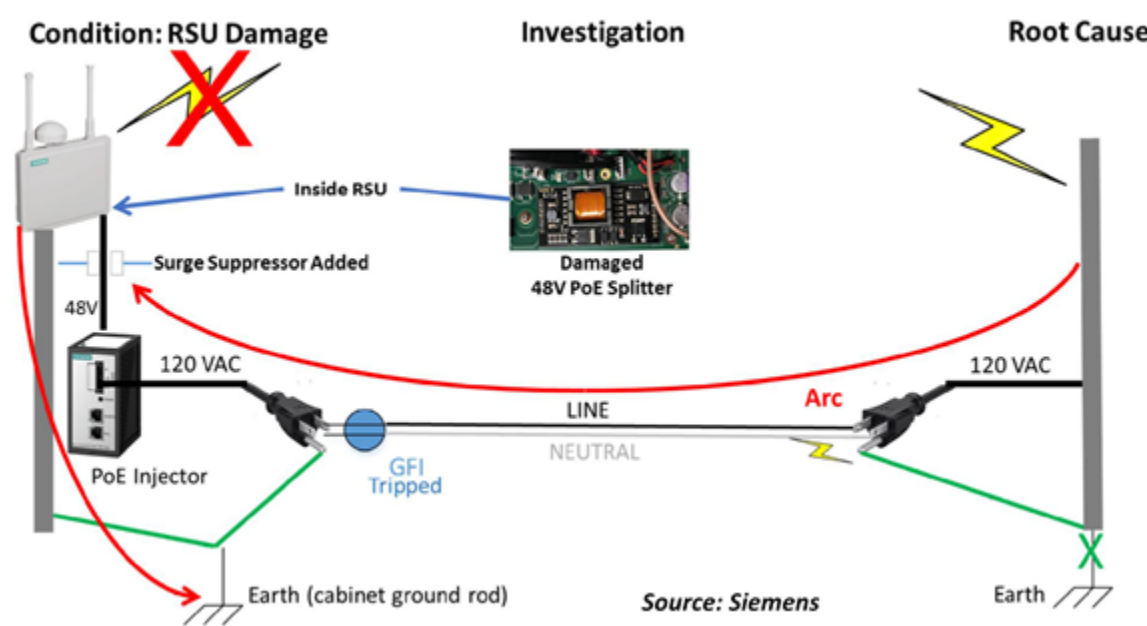 Condition: RSU Damage
Investigation
Root Cause
Inside RSU
Surge Suppressor Added
Damaged
48V PoE Splitter
48V
120 VAC
120 VAC
Arc
LINE
NEUTRAL
GFI
Tripped
PoE Injector
Earth (cabinet ground rod)
Source: Siemens
Earth